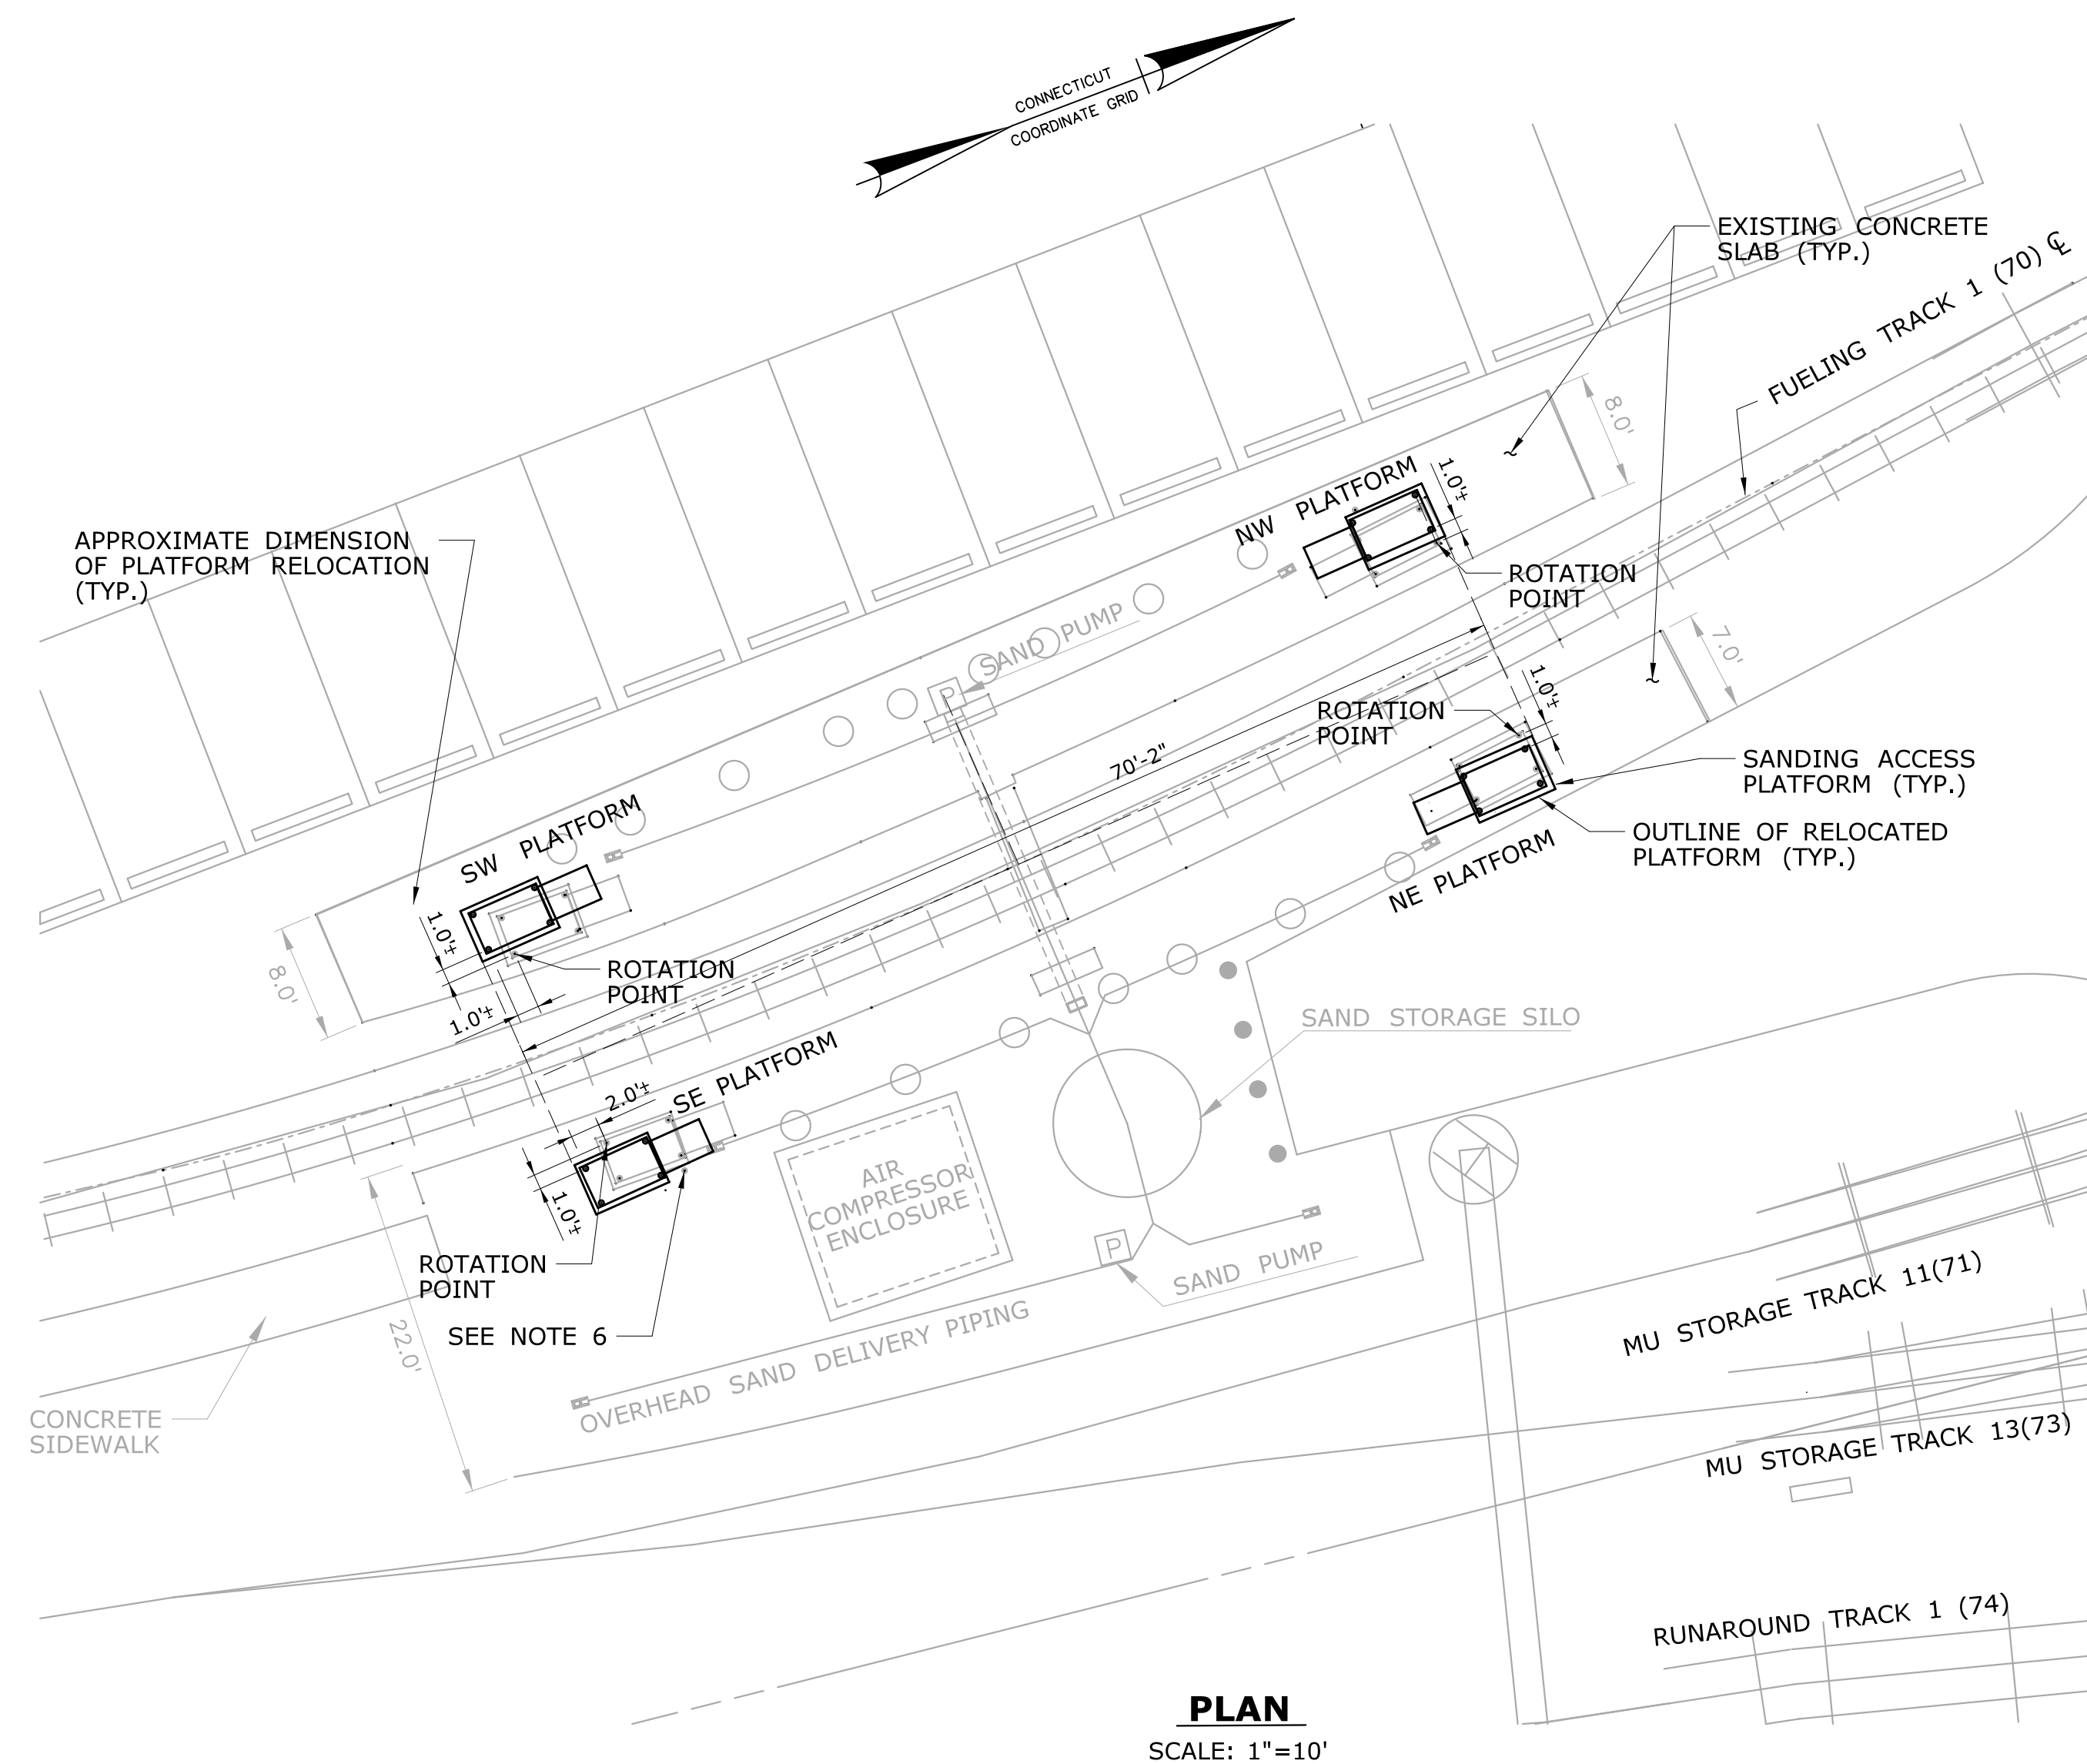 CONNECTICUT
COORDINATE GRID
EXISTING CONCRETE
SLAB (TYP.)
FUELING TRACK 1 (70) ℄
8.0'
NW PLATFORM
1.0'±
APPROXIMATE DIMENSION
OF PLATFORM RELOCATION
(TYP.)
ROTATION
POINT
SAND PUMP
P
7.0'
1.0'±
ROTATION
POINT
70'-2"
SANDING ACCESS
PLATFORM (TYP.)
OUTLINE OF RELOCATED
PLATFORM (TYP.)
NE PLATFORM
SW PLATFORM
1.0'±
8.0'
ROTATION
POINT
1.0'±
SAND STORAGE SILO
SE PLATFORM
2.0'±
1.0'±
AIR
COMPRESSOR
ENCLOSURE
ROTATION
POINT
SEE NOTE 6
P
SAND PUMP
OVERHEAD SAND DELIVERY PIPING
22.0'
CONCRETE
SIDEWALK
MU STORAGE TRACK 11(71)
MU STORAGE TRACK 13(73)
RUNAROUND TRACK 1 (74)
PLAN
SCALE: 1"=10'